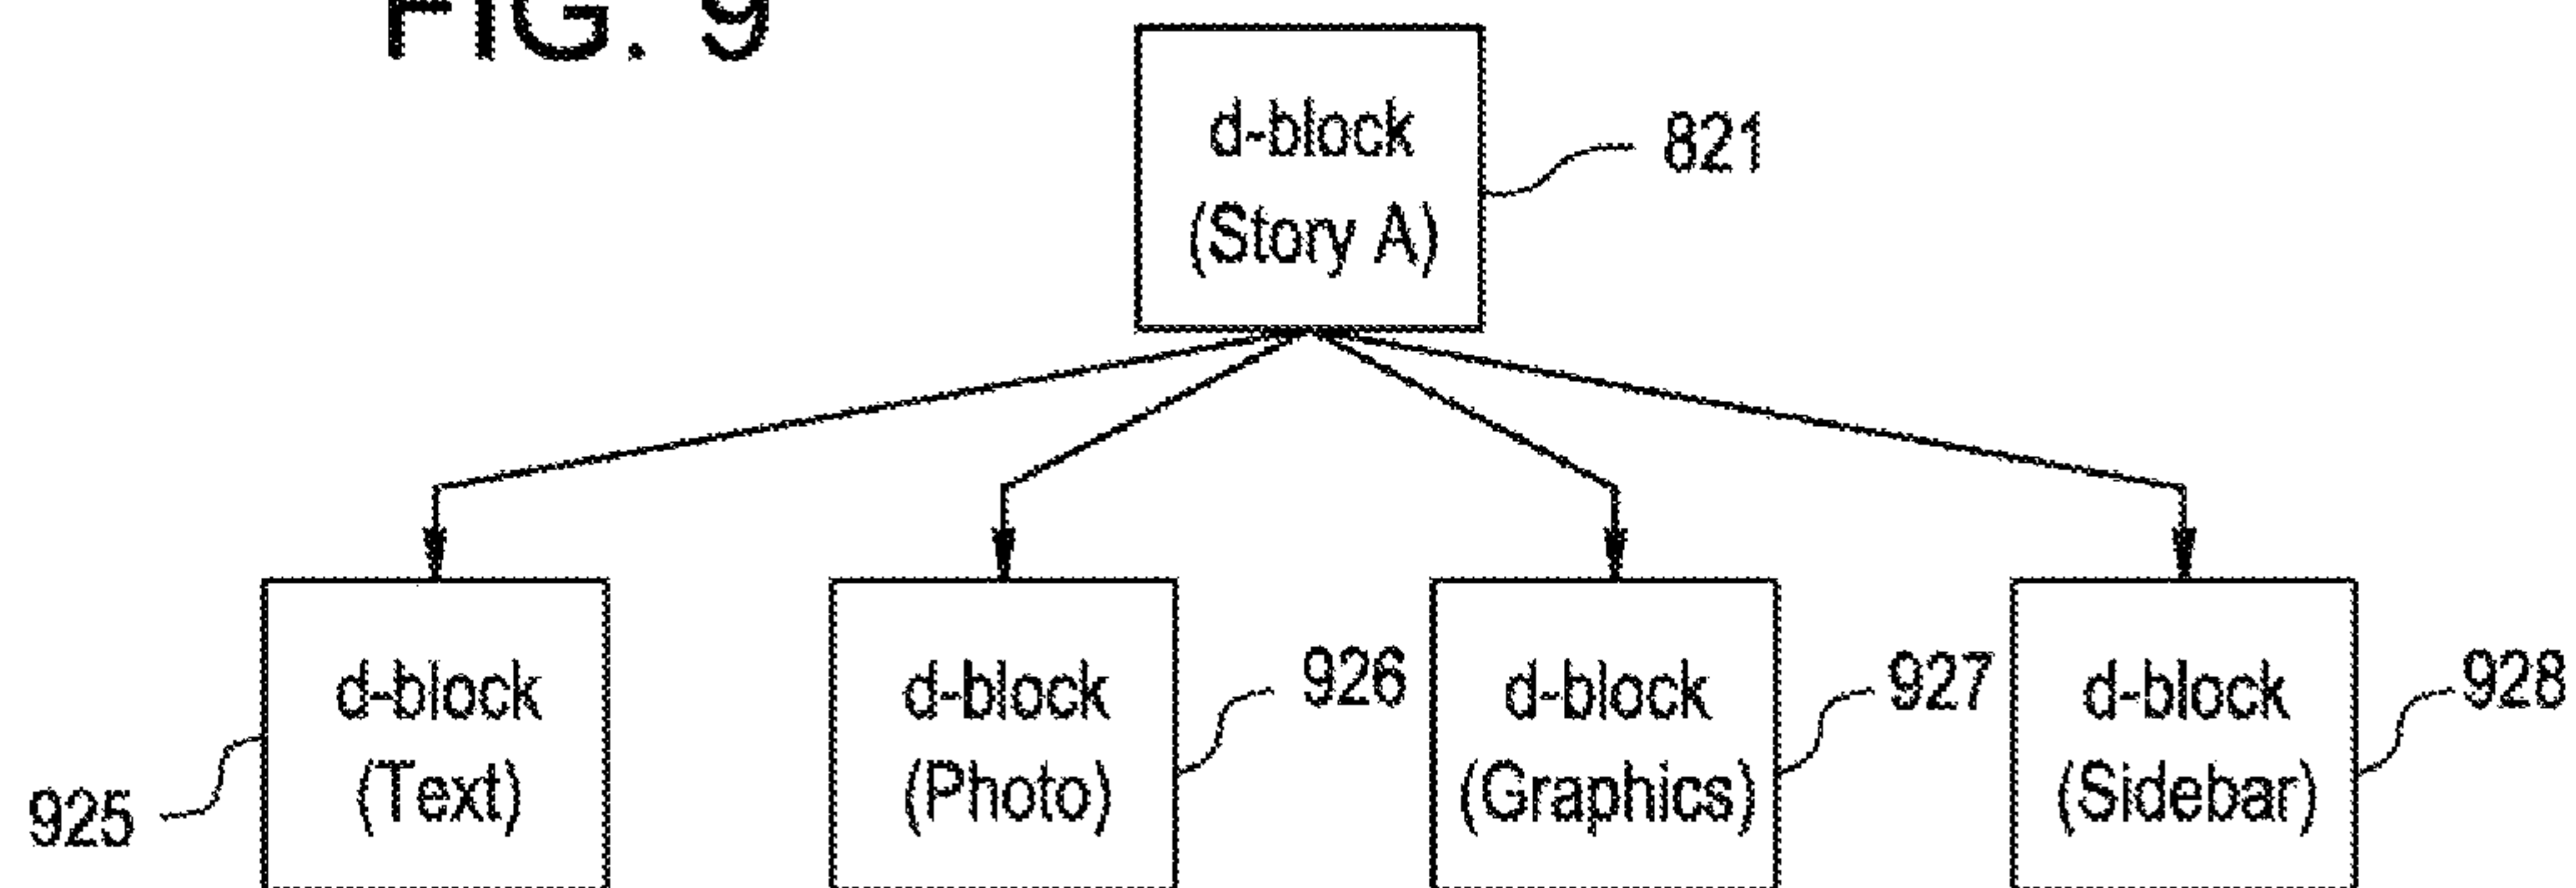 FIG. 9
d-block
(Story A)
821
d-block
(Text)
925
d-block
(Photo)
926
d-block
(Graphics)
927
d-block
(Sidebar)
928